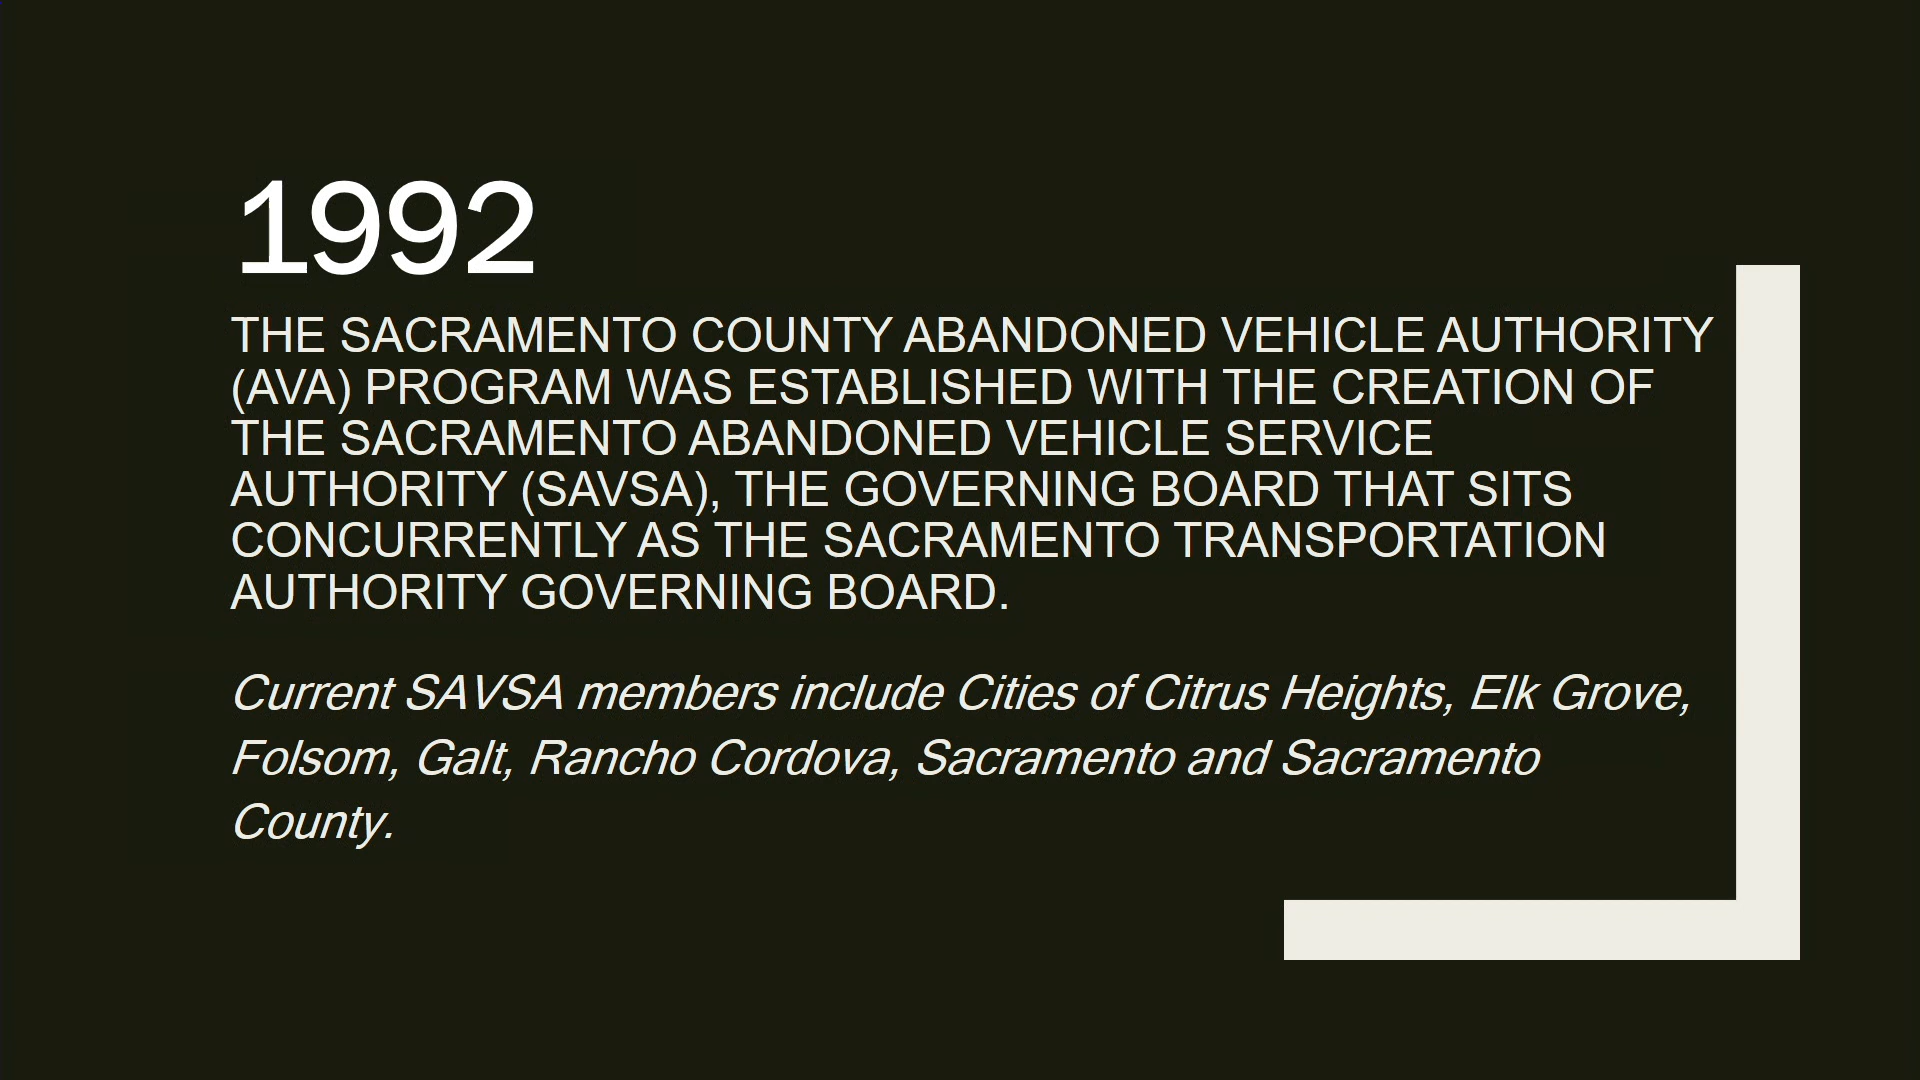 1992
THE SACRAMENTO COUNTY ABANDONED VEHICLE AUTHORITY
(AVA) PROGRAM WAS ESTABLISHED WITH THE CREATION OF
THE SACRAMENTO ABANDONED VEHICLE SERVICE
AUTHORITY (SAVSA), THE GOVERNING BOARD THAT SITS
CONCURRENTLY AS THE SACRAMENTO TRANSPORTATION
AUTHORITY GOVERNING BOARD.
Current SAVSA members include Cities of Citrus Heights, Elk Grove,
Folsom, Galt, Rancho Cordova, Sacramento and Sacramento
County.